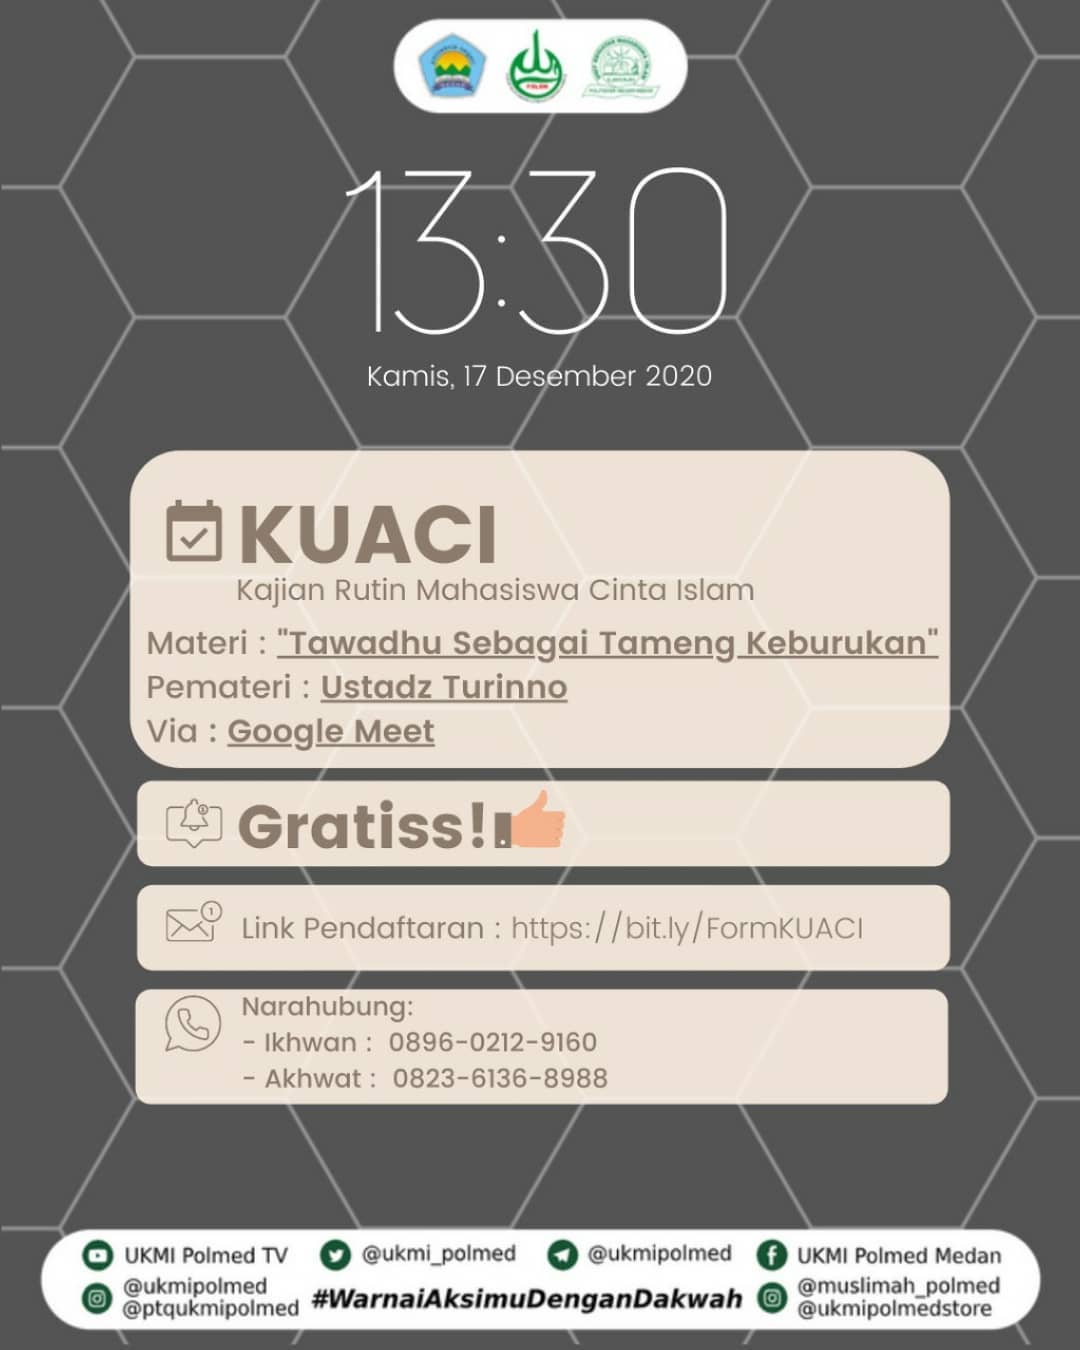 13:30
Kamis, 17 Desember 2020
KUACI
Kajian Rutin Mahasiswa Cinta Islam
Materi : "Tawadhu Sebagai Tameng Keburukan"
Pemateri : Ustadz Turinno
Via : Google Meet
Gratiss!
1
Link Pendaftaran : https://bit.ly/FormKUACI
Narahubung:
- Ikhwan : 0896-0212-9160
- Akhwat : 0823-6136-8988
UKMI Polmed TV @ukmi_polmed @ukmipolmed UKMI Polmed Medan
@ukmipolmed
@ptqukmipolmed
#WarnaiAksimuDenganDakwah
@muslimah_polmed
@ukmipolmedstore